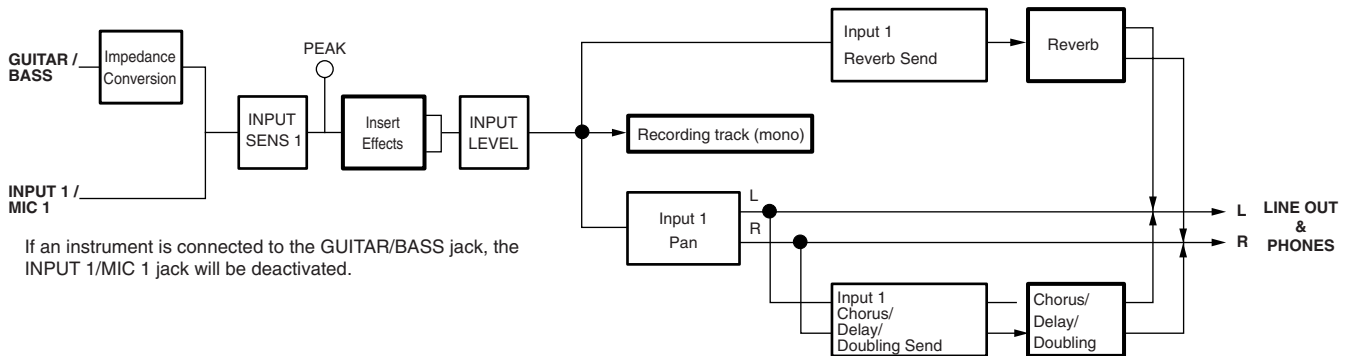 GUITAR /
BASS
Impedance
Conversion
PEAK
INPUT
SENS 1
Insert
Effects
INPUT
LEVEL
INPUT 1 /
MIC 1
If an instrument is connected to the GUITAR/BASS jack, the
INPUT 1/MIC 1 jack will be deactivated.
Input 1
Reverb Send
Reverb
Recording track (mono)
Input 1
Pan
L
R
Input 1
Chorus/
Delay/
Doubling Send
Chorus/
Delay/
Doubling
L
R
LINE OUT
&
PHONES